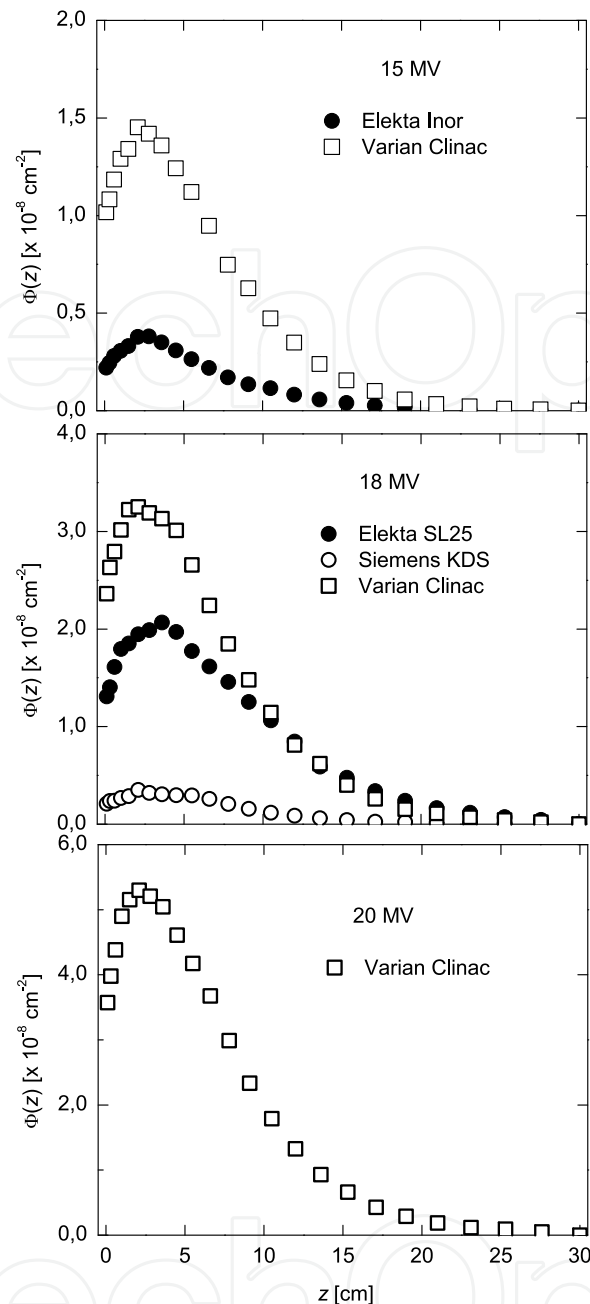 2,0
15 MV
Elekta Inor
Varian Clinac
1,5
1,0
0,5
0,0
Φ(z) [x 10⁻⁸ cm⁻²]
4,0
18 MV
Elekta SL25
Siemens KDS
Varian Clinac
3,0
2,0
1,0
0,0
Φ(z) [x 10⁻⁸ cm⁻²]
6,0
20 MV
Varian Clinac
4,0
2,0
0,0
Φ(z) [x 10⁻⁸ cm⁻²]
0 5 10 15 20 25 30
z [cm]
echOp
echOp